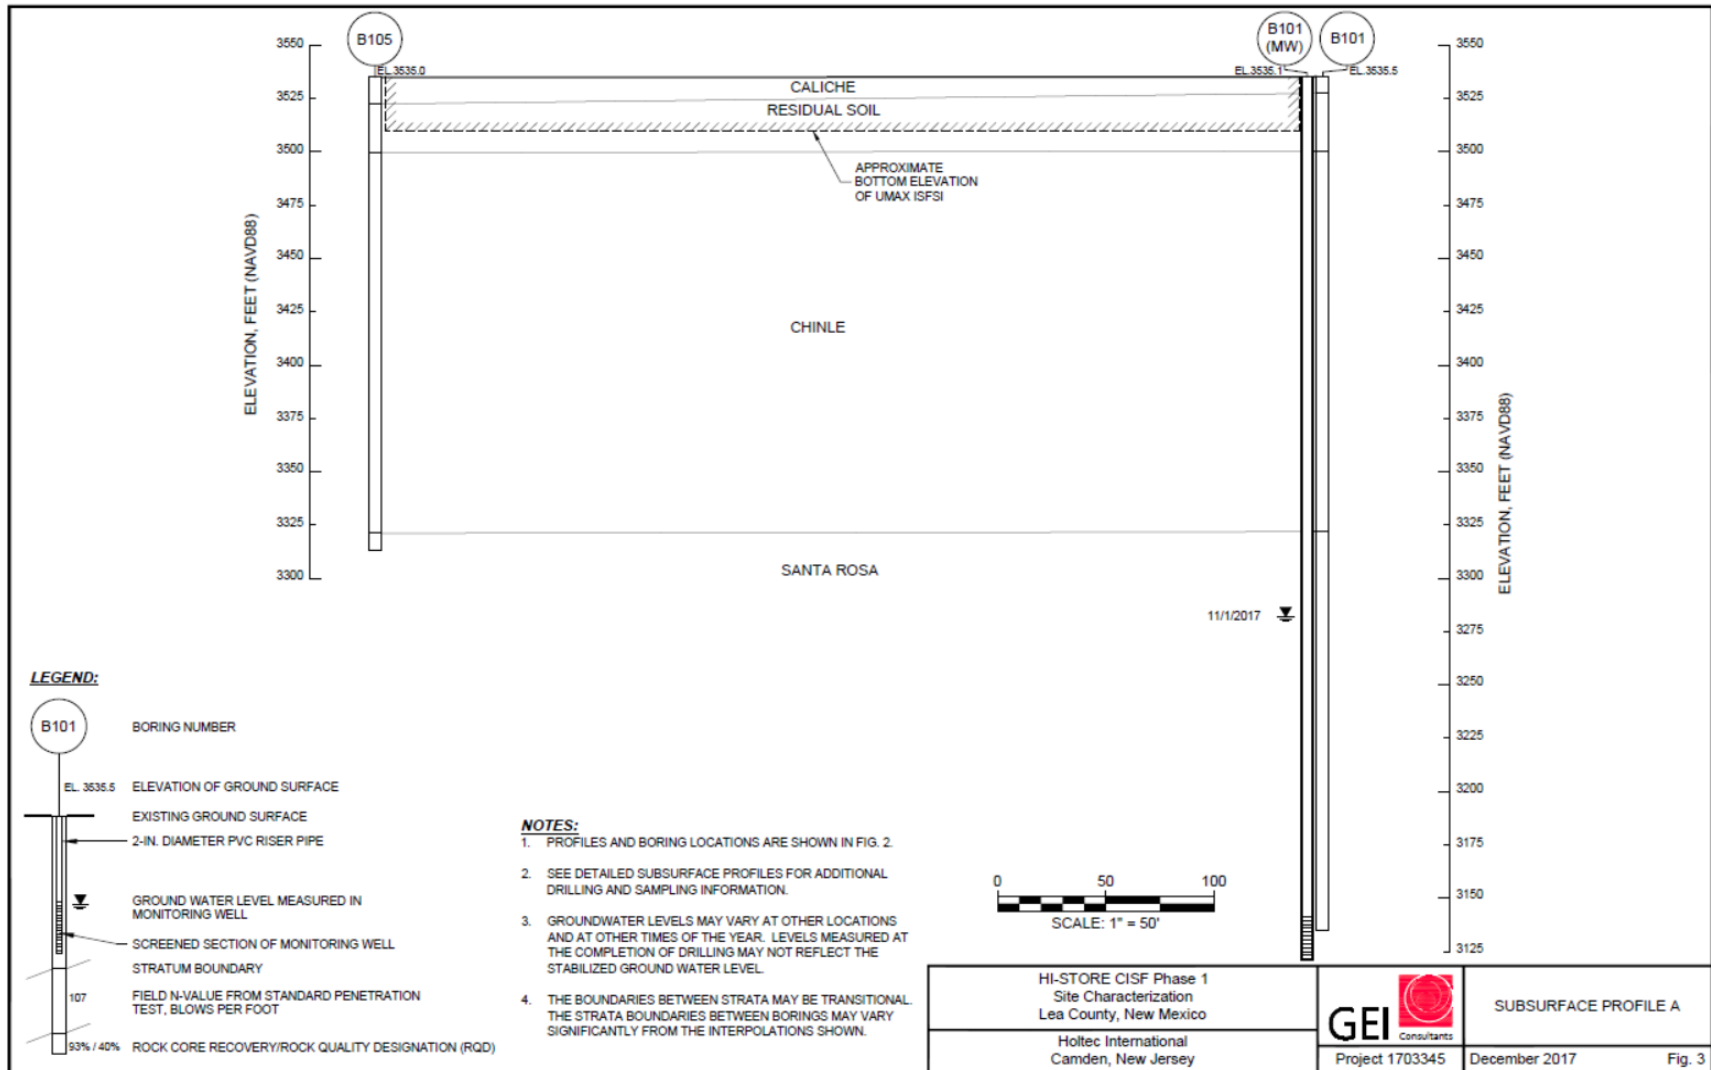 B105
B101
(MW)
B101
EL.3535.0
EL.3535.1
EL.3535.5
3550
3525
3500
3475
3450
3425
3400
3375
3350
3325
3300
ELEVATION, FEET (NAVD88)
CALICHE
RESIDUAL SOIL
APPROXIMATE
BOTTOM ELEVATION
OF UMAX ISFSI
CHINLE
SANTA ROSA
11/1/2017
3550
3525
3500
3475
3450
3425
3400
3375
3350
3325
3300
3275
3250
3225
3200
3175
3150
3125
ELEVATION, FEET (NAVD88)
LEGEND:
B101
BORING NUMBER
EL. 3535.5 ELEVATION OF GROUND SURFACE
EXISTING GROUND SURFACE
2-IN. DIAMETER PVC RISER PIPE
GROUND WATER LEVEL MEASURED IN
MONITORING WELL
SCREENED SECTION OF MONITORING WELL
STRATUM BOUNDARY
107 FIELD N-VALUE FROM STANDARD PENETRATION
TEST, BLOWS PER FOOT
93% / 40% ROCK CORE RECOVERY/ROCK QUALITY DESIGNATION (RQD)
NOTES:
1. PROFILES AND BORING LOCATIONS ARE SHOWN IN FIG. 2.
2. SEE DETAILED SUBSURFACE PROFILES FOR ADDITIONAL
DRILLING AND SAMPLING INFORMATION.
3. GROUNDWATER LEVELS MAY VARY AT OTHER LOCATIONS
AND AT OTHER TIMES OF THE YEAR. LEVELS MEASURED AT
THE COMPLETION OF DRILLING MAY NOT REFLECT THE
STABILIZED GROUND WATER LEVEL.
4. THE BOUNDARIES BETWEEN STRATA MAY BE TRANSITIONAL.
THE STRATA BOUNDARIES BETWEEN BORINGS MAY VARY
SIGNIFICANTLY FROM THE INTERPOLATIONS SHOWN.
0 50 100
SCALE: 1" = 50'
HI-STORE CISF Phase 1
Site Characterization
Lea County, New Mexico
Holtec International
Camden, New Jersey
GEI Consultants
Project 1703345
SUBSURFACE PROFILE A
December 2017 Fig. 3